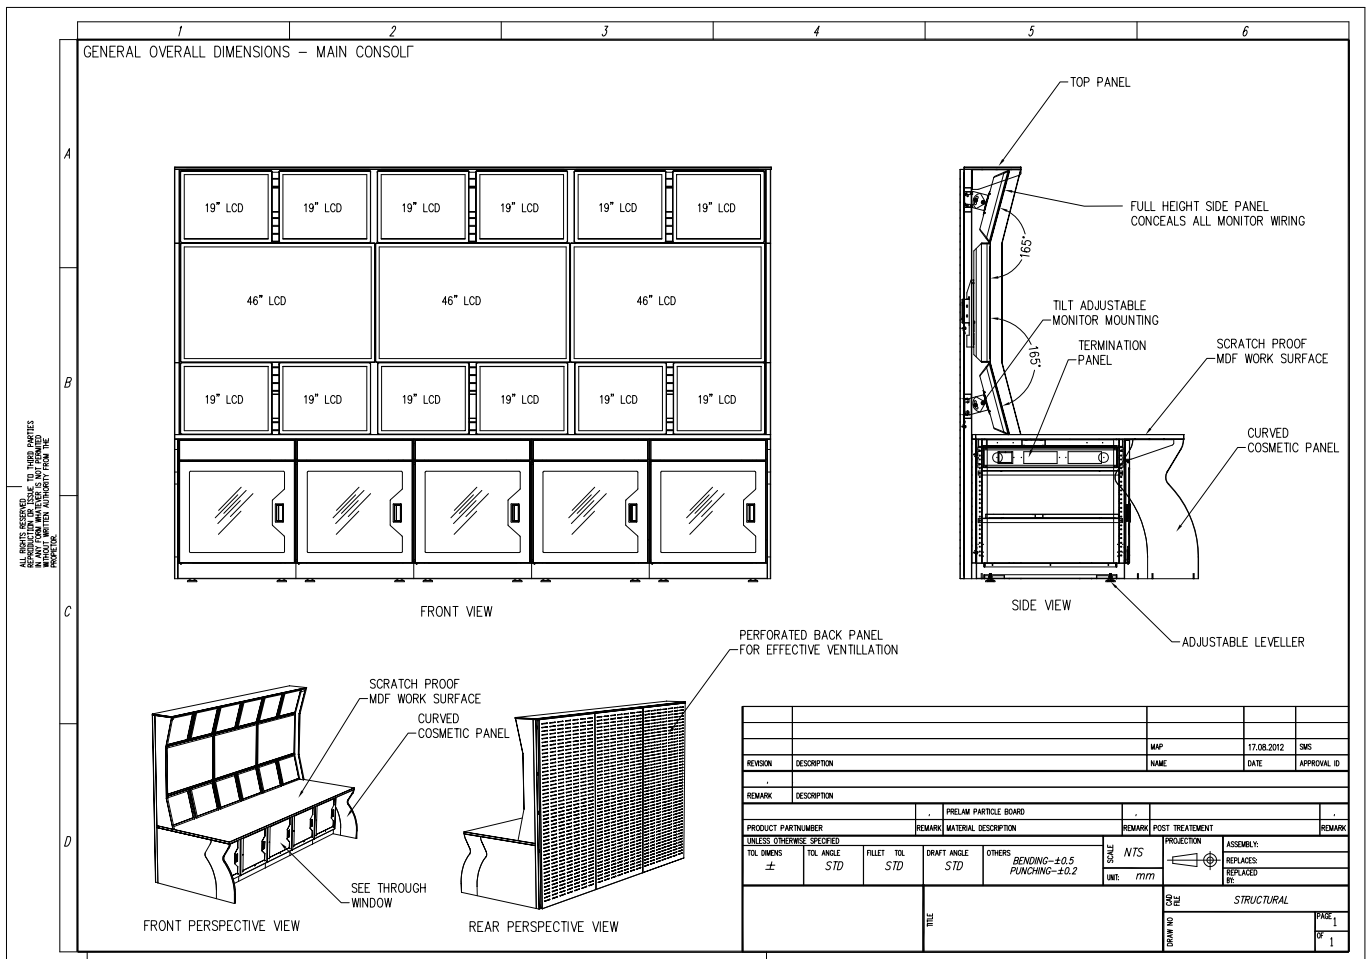 1 2 3 4 5 6
GENERAL OVERALL DIMENSIONS - MAIN CONSOLE
A
B
C
D
ALL RIGHTS RESERVED
REPRODUCTION OR ISSUE TO THIRD PARTIES
IN ANY FORM WHATEVER IS NOT PERMITTED
WITHOUT WRITTEN AUTHORITY FROM THE
PROPIETOR.
19" LCD 19" LCD 19" LCD 19" LCD 19" LCD 19" LCD
46" LCD 46" LCD 46" LCD
19" LCD 19" LCD 19" LCD 19" LCD 19" LCD 19" LCD
FRONT VIEW
TOP PANEL
FULL HEIGHT SIDE PANEL
CONCEALS ALL MONITOR WIRING
165°
TILT ADJUSTABLE
MONITOR MOUNTING
165°
TERMINATION
PANEL
SCRATCH PROOF
MDF WORK SURFACE
CURVED
COSMETIC PANEL
SIDE VIEW
ADJUSTABLE LEVELLER
PERFORATED BACK PANEL
FOR EFFECTIVE VENTILLATION
SCRATCH PROOF
MDF WORK SURFACE
CURVED
COSMETIC PANEL
SEE THROUGH
WINDOW
FRONT PERSPECTIVE VIEW
REAR PERSPECTIVE VIEW
MAP 17.08.2012 SMS
REVISION DESCRIPTION NAME DATE APPROVAL ID
REMARK DESCRIPTION
PRELAM PARTICLE BOARD
PRODUCT PARTNUMBER REMARK MATERIAL DESCRIPTION REMARK POST TREATEMENT REMARK
UNLESS OTHERWISE SPECIFIED
TOL DIMENS TOL ANGLE FILLET TOL DRAFT ANGLE OTHERS
± STD STD STD BENDING-±0.5
PUNCHING-±0.2
SCALE NTS
UNIT: mm
PROJECTION
ASSEMBLY:
REPLACES:
REPLACED
BY:
TITLE
CAD
FILE
STRUCTURAL
DRAW NO
PAGE 1
OF 1